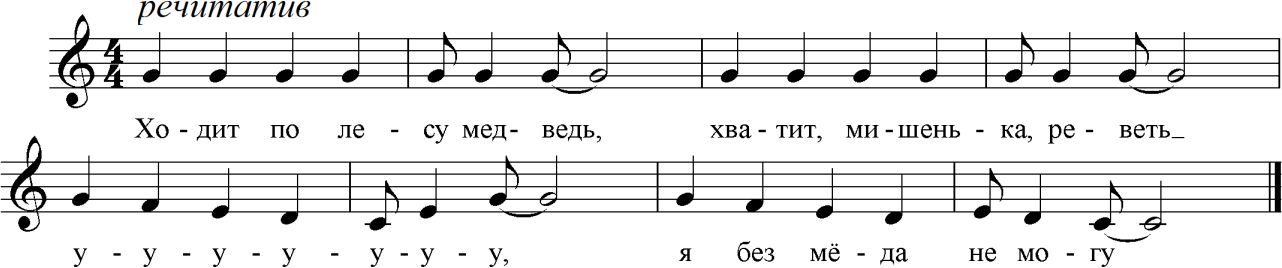 речитатив
Хо - дит по ле - су мед - ведь, хва - тит, ми - шень - ка, ре - веть_
у - у - у - у - у - у - у, я без мё - да не мо - гу